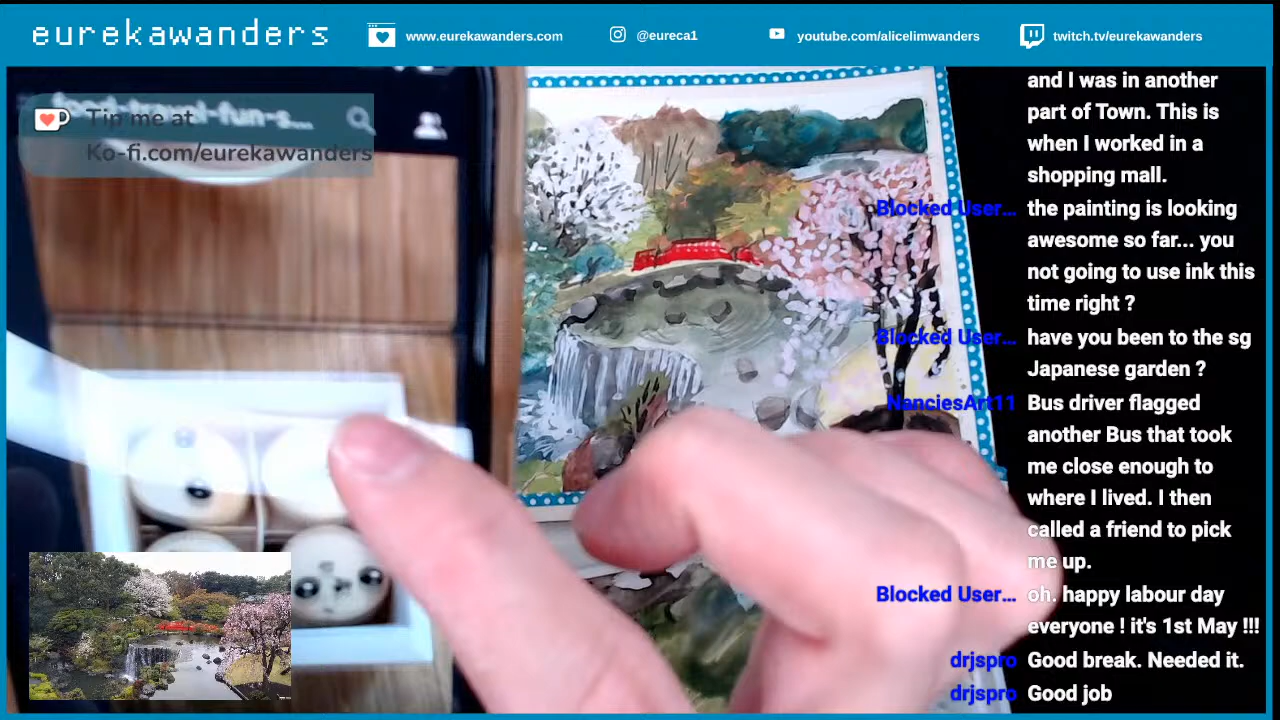 eurekawanders
www.eurekawanders.com
@eureca1
youtube.com/alicelimwanders
twitch.tv/eurekawanders
Tip me at
Ko-fi.com/eurekawanders
and I was in another
part of Town. This is
when I worked in a
shopping mall.
Blocked User… the painting is looking
awesome so far... you
not going to use ink this
time right ?
Blocked User… have you been to the sg
Japanese garden ?
NanciesArt11 Bus driver flagged
another Bus that took
me close enough to
where I lived. I then
called a friend to pick
me up.
Blocked User… oh. happy labour day
everyone ! it's 1st May !!!
drjspro Good break. Needed it.
drjspro Good job